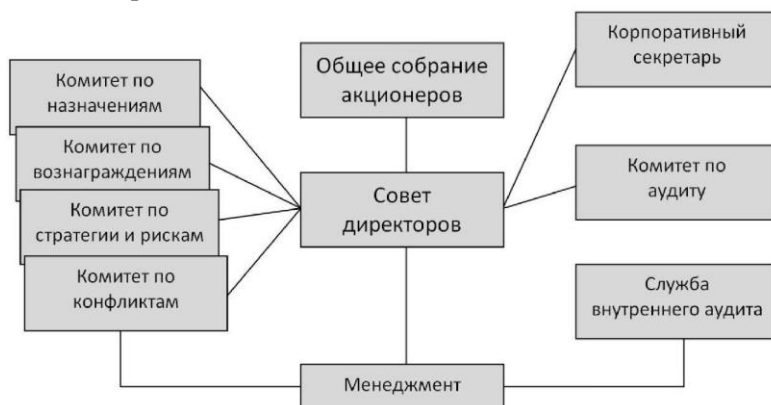 Комитет по
назначениям
Комитет по
вознаграждениям
Комитет по
стратегии и рискам
Комитет по
конфликтам
Общее собрание
акционеров
Совет
директоров
Менеджмент
Корпоративный
секретарь
Комитет по
аудиту
Служба
внутреннего аудита